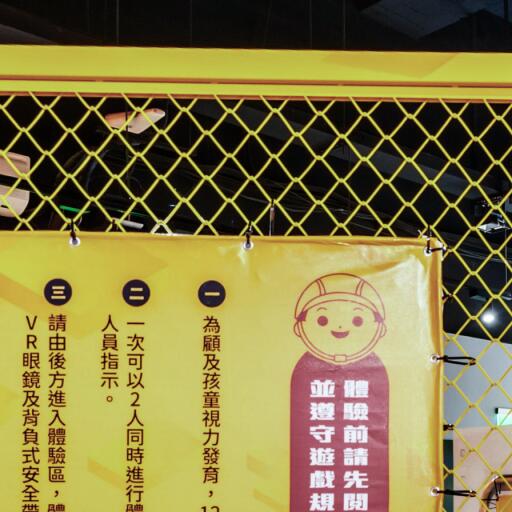 體驗前請先閱
並遵守遊戲規
一
為顧及孩童視力發育，12
二
一次可以2人同時進行體
人員指示。
三
請由後方進入體驗區，體
VR眼鏡及背負式安全帶